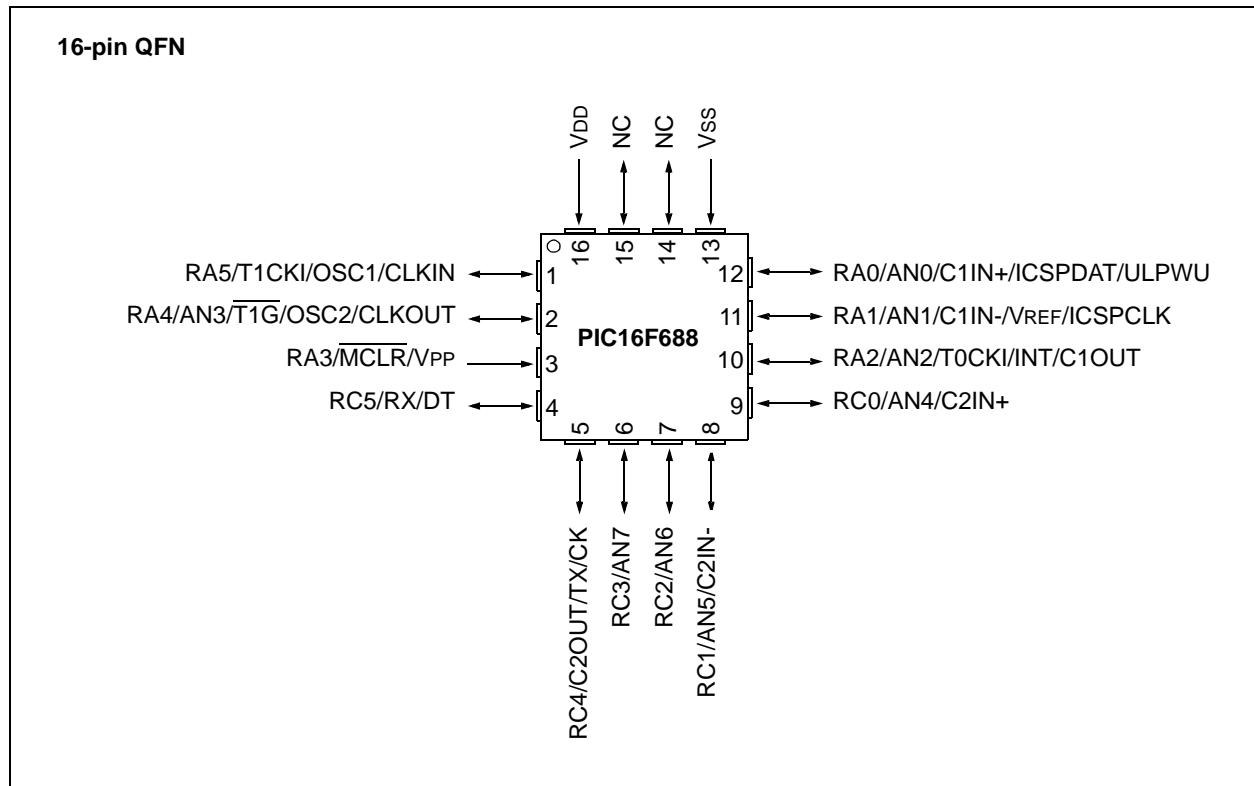 16-pin QFN
VDD
NC
NC
VSS
16
15
14
13
RA5/T1CKI/OSC1/CLKIN
1
12
RA0/AN0/C1IN+/ICSPDAT/ULPWU
RA4/AN3/T1G/OSC2/CLKOUT
2
11
RA1/AN1/C1IN-/VREF/ICSPCLK
PIC16F688
RA3/MCLR/VPP
3
10
RA2/AN2/T0CKI/INT/C1OUT
RC5/RX/DT
4
9
RC0/AN4/C2IN+
5
6
7
8
RC4/C2OUT/TX/CK
RC3/AN7
RC2/AN6
RC1/AN5/C2IN-